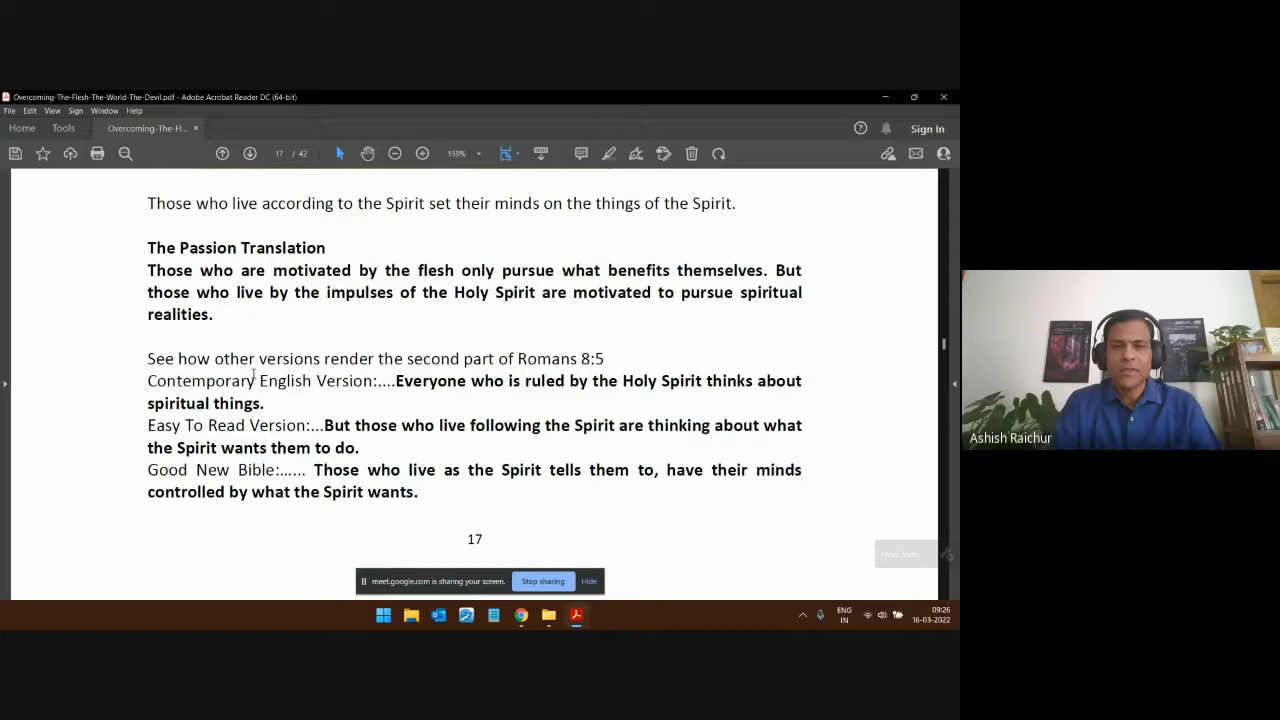 Overcoming-The-Flesh-The-World-The-Devil.pdf - Adobe Acrobat Reader DC (64-bit)
File Edit View Sign Window Help
Home Tools Overcoming-The-Fl... × Sign In
17 / 42 159%
Those who live according to the Spirit set their minds on the things of the Spirit.
The Passion Translation
Those who are motivated by the flesh only pursue what benefits themselves. But
those who live by the impulses of the Holy Spirit are motivated to pursue spiritual
realities.
See how other versions render the second part of Romans 8:5
Contemporary English Version:....Everyone who is ruled by the Holy Spirit thinks about
spiritual things.
Easy To Read Version:...But those who live following the Spirit are thinking about what
the Spirit wants them to do.
Good New Bible:...... Those who live as the Spirit tells them to, have their minds
controlled by what the Spirit wants.
17
More Tools
meet.google.com is sharing your screen. Stop sharing Hide
ENG
IN
09:26
16-03-2022
Ashish Raichur